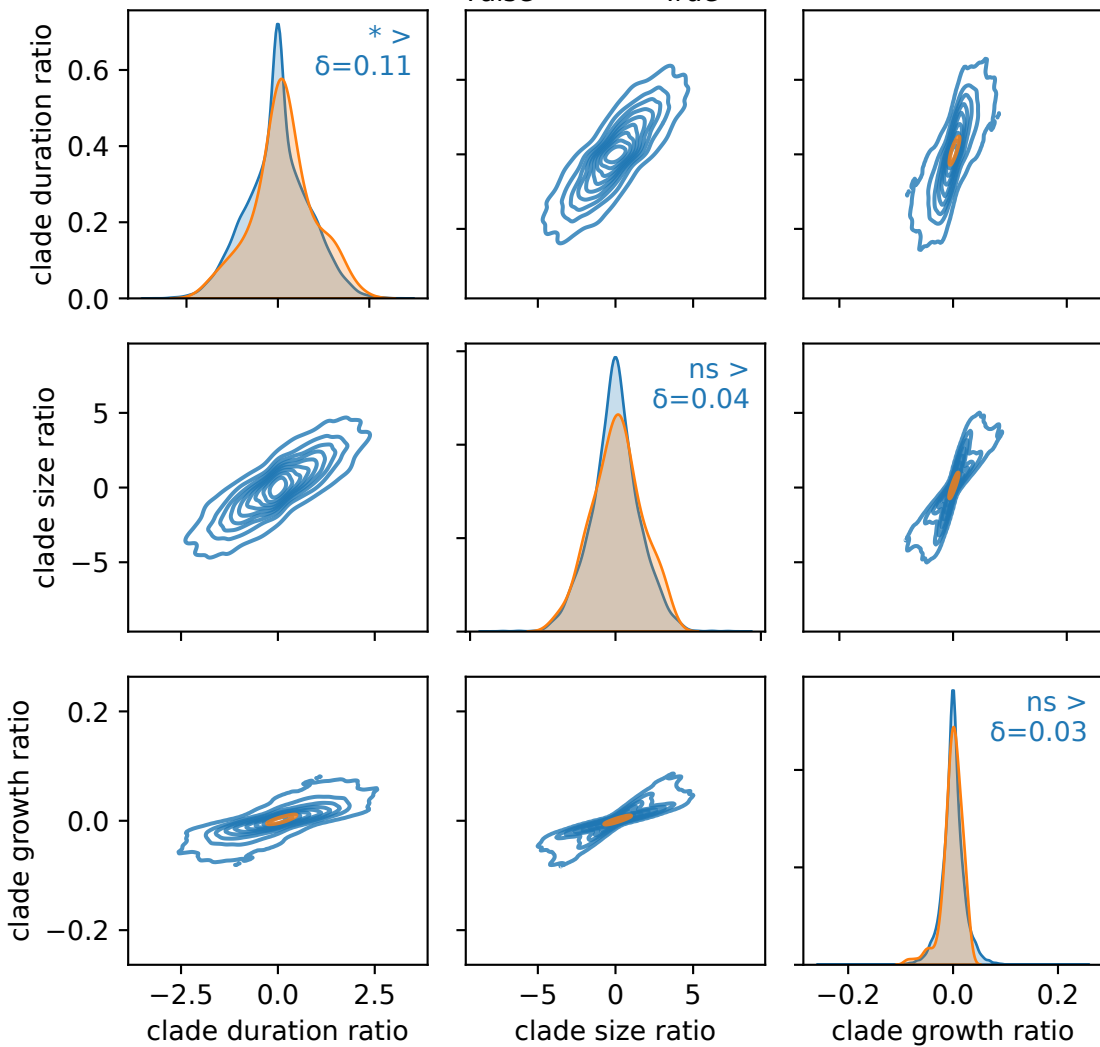 * >
δ=0.11
clade duration ratio
0.6
0.4
0.2
0.0
ns >
δ=0.04
clade size ratio
5
0
−5
ns >
δ=0.03
clade growth ratio
0.2
0.0
−0.2
−2.5 0.0 2.5
−5 0 5
−0.2 0.0 0.2
clade duration ratio
clade size ratio
clade growth ratio